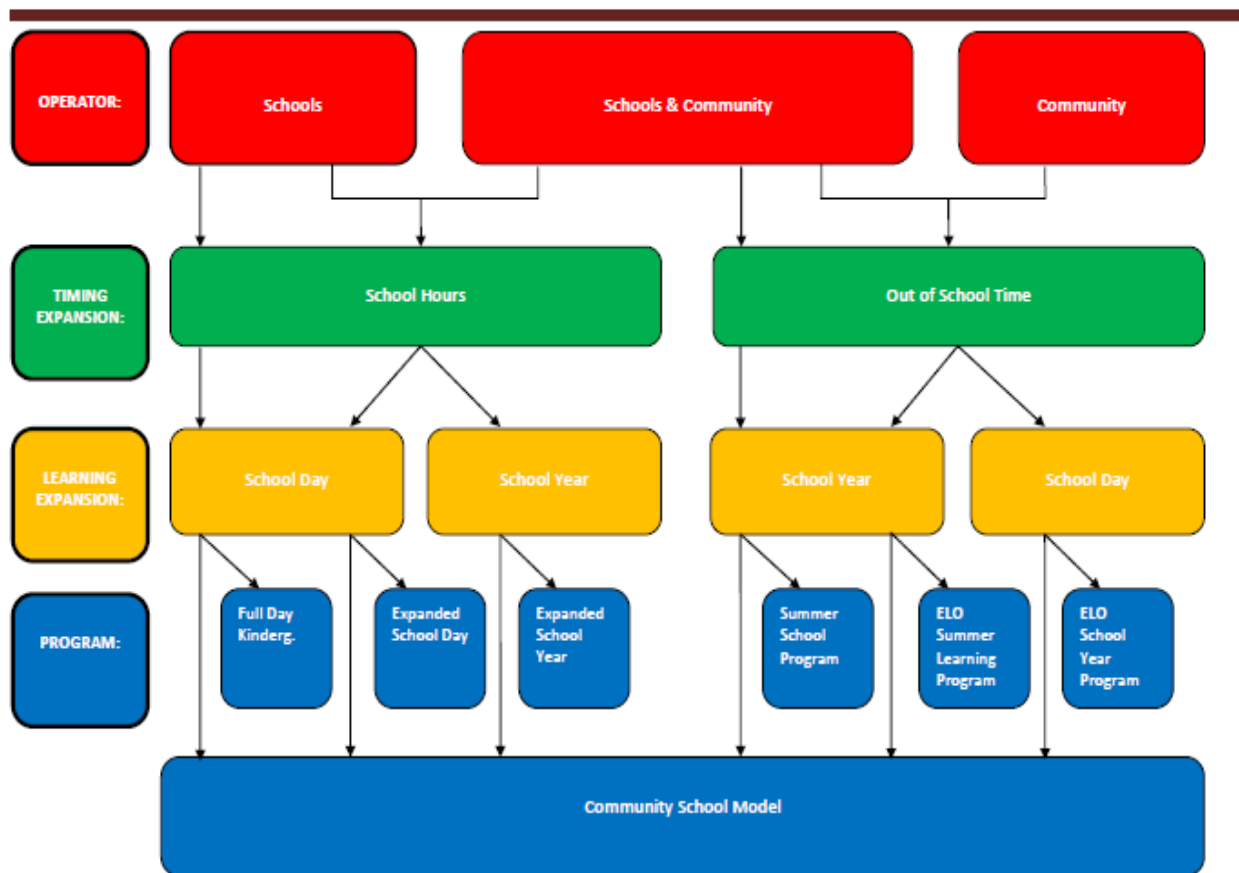 OPERATOR:
Schools
Schools & Community
Community
TIMING
EXPANSION:
School Hours
Out of School Time
LEARNING
EXPANSION:
School Day
School Year
School Year
School Day
PROGRAM:
Full Day
Kinderg.
Expanded
School Day
Expanded
School
Year
Summer
School
Program
ELO
Summer
Learning
Program
ELO
School
Year
Program
Community School Model